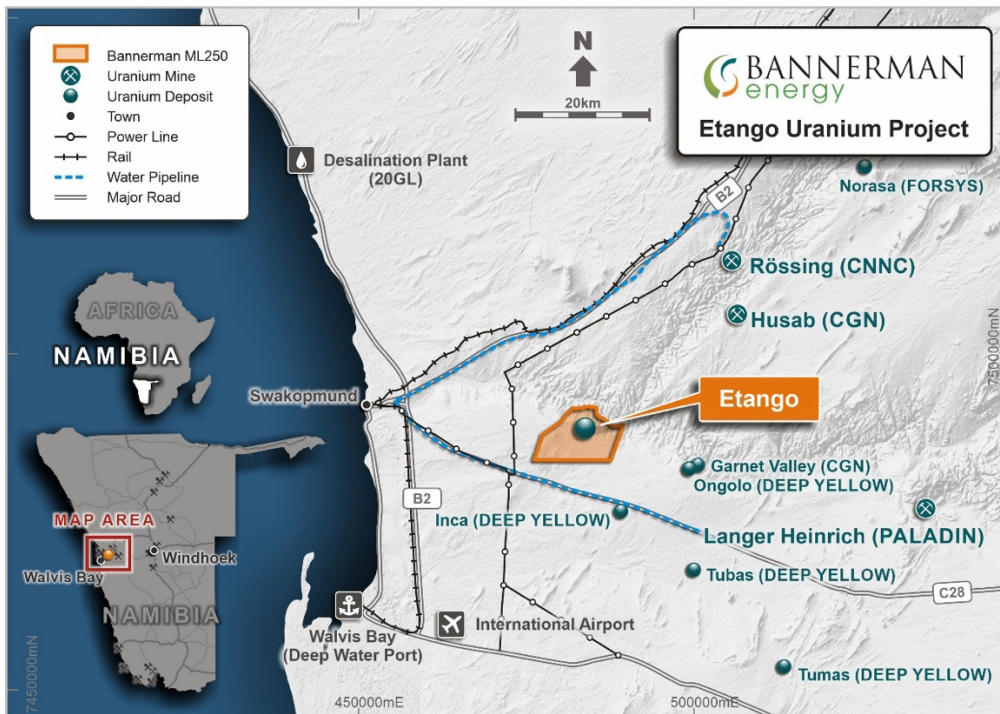 Bannerman ML250
Uranium Mine
Uranium Deposit
Town
Power Line
Rail
Water Pipeline
Major Road
N
20km
BANNERMAN
energy
Etango Uranium Project
Desalination Plant
(20GL)
B2
Norasa (FORSYS)
Rössing (CNNC)
Husab (CGN)
7500000mN
AFRICA
NAMIBIA
Swakopmund
Etango
Garnet Valley (CGN)
Ongolo (DEEP YELLOW)
B2
Inca (DEEP YELLOW)
Langer Heinrich (PALADIN)
MAP AREA
Windhoek
Walvis Bay
NAMIBIA
Tubas (DEEP YELLOW)
C28
Walvis Bay
(Deep Water Port)
International Airport
Tumas (DEEP YELLOW)
7450000mN
450000mE
500000mE